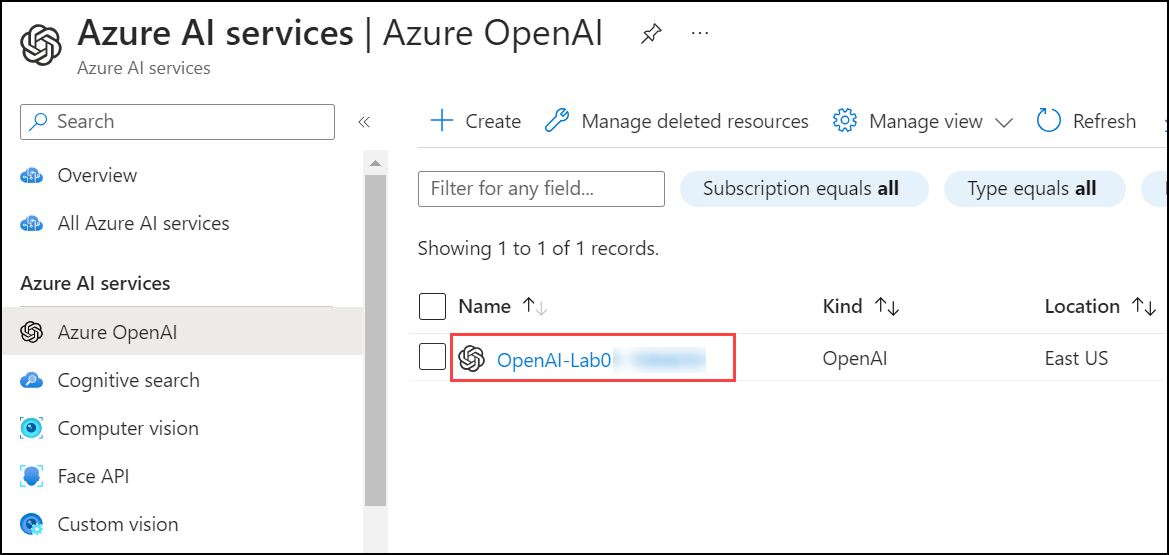 Azure AI services | Azure OpenAI
Azure AI services
Search
Overview
All Azure AI services
Azure AI services
Azure OpenAI
Cognitive search
Computer vision
Face API
Custom vision
Create Manage deleted resources Manage view Refresh
Filter for any field... Subscription equals all Type equals all
Showing 1 to 1 of 1 records.
Name Kind Location
OpenAI-Lab0 OpenAI East US